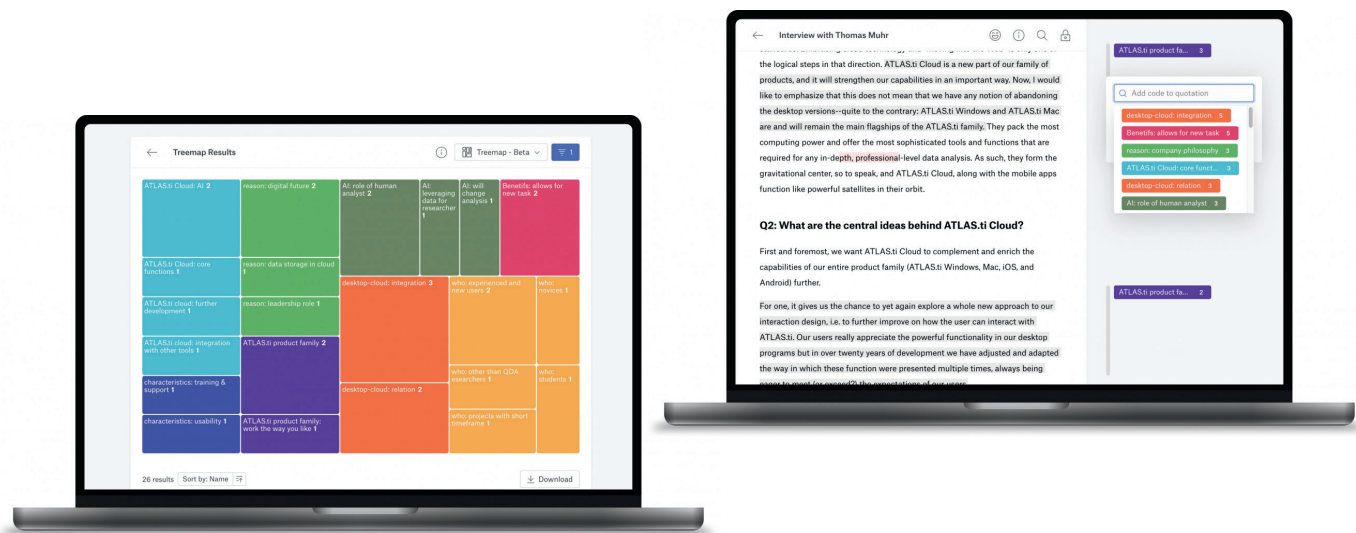 Treemap Results
Treemap - Beta
1
ATLAS.ti Cloud: AI 2
reason: digital future 2
AI: role of human
analyst 2
AI:
leveraging
data for
researcher
1
AI: will
change
analysis 1
Benetifs: allows for
new task 2
ATLAS.ti Cloud: core
functions 1
reason: data storage in cloud
1
desktop-cloud: integration 3
who: experienced and
new users 2
who:
novices 1
ATLAS.ti cloud: further
development 1
reason: leadership role 1
ATLAS.ti cloud: integration
with other tools 1
ATLAS.ti product family 2
who: other than QDA
esearchers 1
who:
students 1
characteristics: training &
support 1
desktop-cloud: relation 2
characteristics: usability 1
ATLAS.ti product family:
work the way you like 1
who: projects with short
timeframe 1
26 results
Sort by: Name
Download
Interview with Thomas Muhr
the logical steps in that direction. ATLAS.ti Cloud is a new part of our family of
products, and it will strengthen our capabilities in an important way. Now, I would
like to emphasize that this does not mean that we have any notion of abandoning
the desktop versions--quite to the contrary: ATLAS.ti Windows and ATLAS.ti Mac
are and will remain the main flagships of the ATLAS.ti family. They pack the most
computing power and offer the most sophisticated tools and functions that are
required for any in-depth, professional-level data analysis. As such, they form the
gravitational center, so to speak, and ATLAS.ti Cloud, along with the mobile apps
function like powerful satellites in their orbit.
Q2: What are the central ideas behind ATLAS.ti Cloud?
First and foremost, we want ATLAS.ti Cloud to complement and enrich the
capabilities of our entire product family (ATLAS.ti Windows, Mac, iOS, and
Android) further.
For one, it gives us the chance to yet again explore a whole new approach to our
interaction design, i.e. to further improve on how the user can interact with
ATLAS.ti. Our users really appreciate the powerful functionality in our desktop
programs but in over twenty years of development we have adjusted and adapted
the way in which these function were presented multiple times, always being
eager to meet (or exceed?) the expectations of our users.
ATLAS.ti product fa... 3
Add code to quotation
desktop-cloud: integration 5
Benetifs: allows for new task 5
reason: company philosophy 3
ATLAS.ti Cloud: core funct... 3
desktop-cloud: relation 3
AI: role of human analyst 3
ATLAS.ti product fa... 2